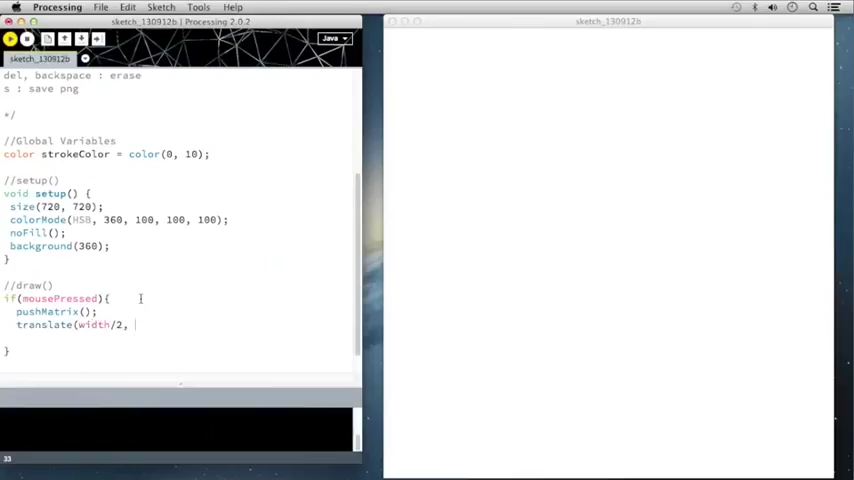 Processing File Edit Sketch Tools Help
sketch_130912b | Processing 2.0.2
sketch_130912b
Java
sketch_130912b
del, backspace : erase
s : save png
*/
//Global Variables
color strokeColor = color(0, 10);
//setup()
void setup() {
size(720, 720);
colorMode(HSB, 360, 100, 100, 100);
noFill();
background(360);
}
//draw()
if(mousePressed){
pushMatrix();
translate(width/2,
}
33